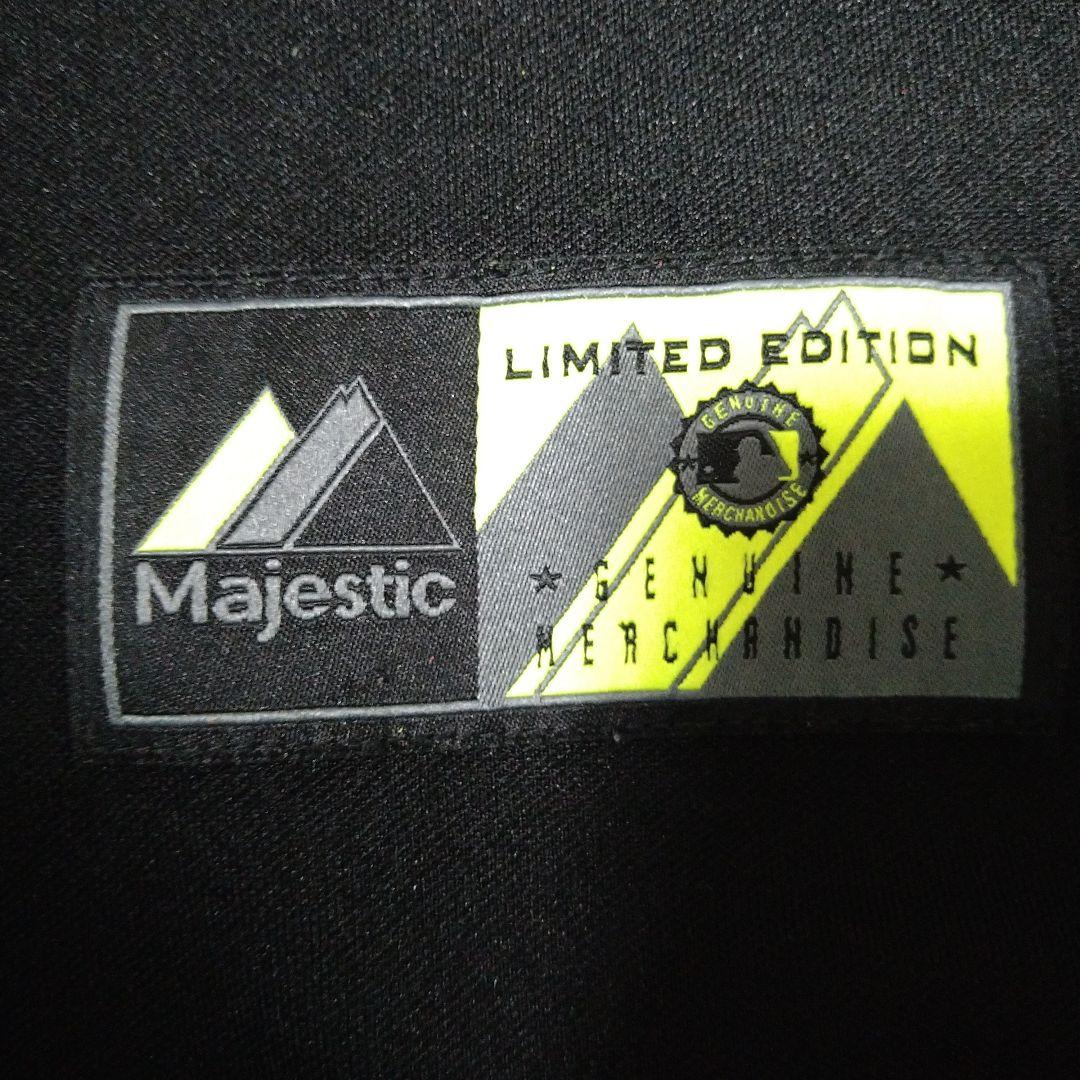 Majestic
LIMITED EDITION
GENUINE
MERCHANDISE
★ GENUINE ★
MERCHANDISE